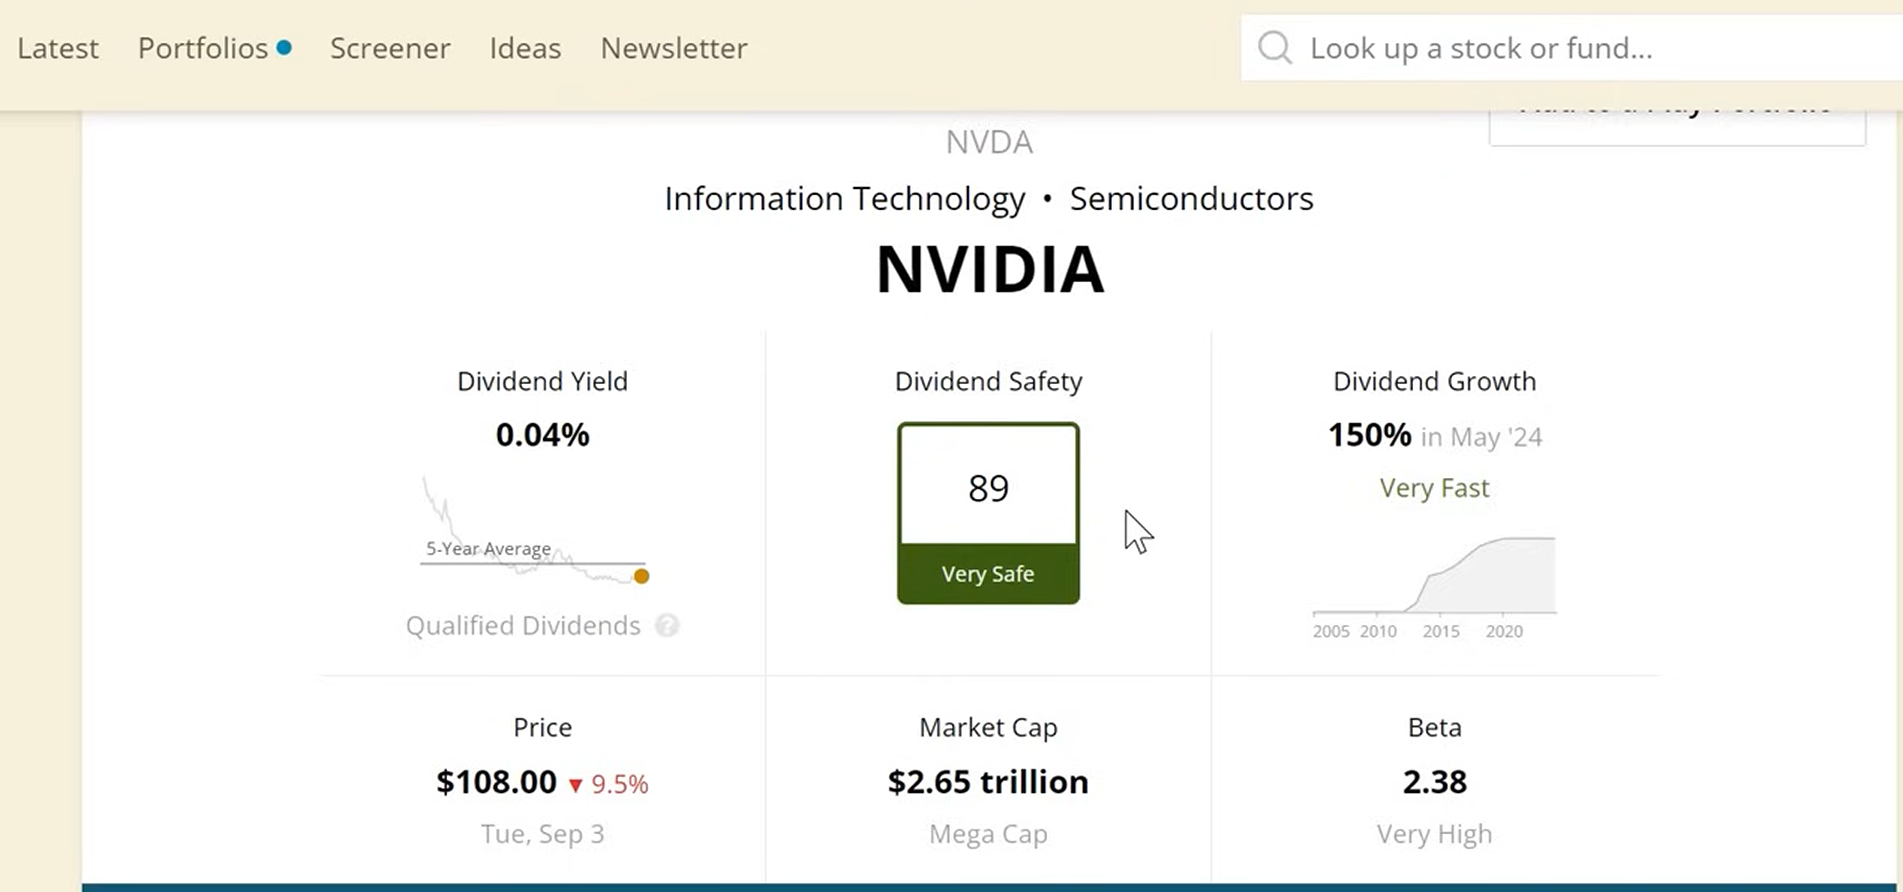 Latest Portfolios Screener Ideas Newsletter
Look up a stock or fund...
NVDA
Information Technology • Semiconductors
NVIDIA
Dividend Yield
0.04%
5-Year Average
Qualified Dividends ?
Dividend Safety
89
Very Safe
Dividend Growth
150% in May '24
Very Fast
2005 2010 2015 2020
Price
$108.00 ▼ 9.5%
Tue, Sep 3
Market Cap
$2.65 trillion
Mega Cap
Beta
2.38
Very High